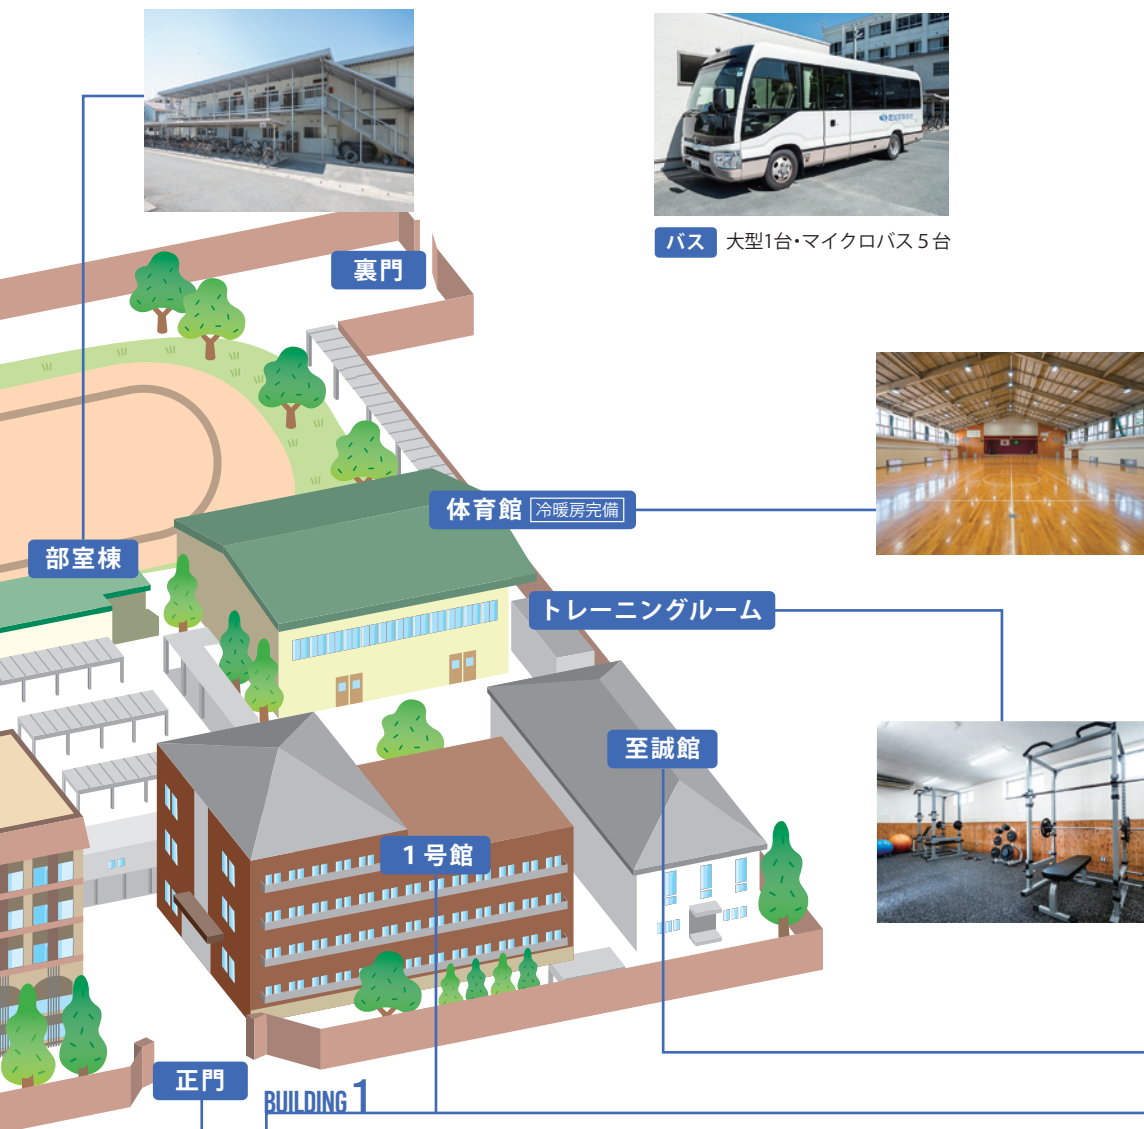 バス 大型1台・マイクロバス5台
裏門
体育館 冷暖房完備
部室棟
トレーニングルーム
至誠館
1号館
正門
BUILDING 1